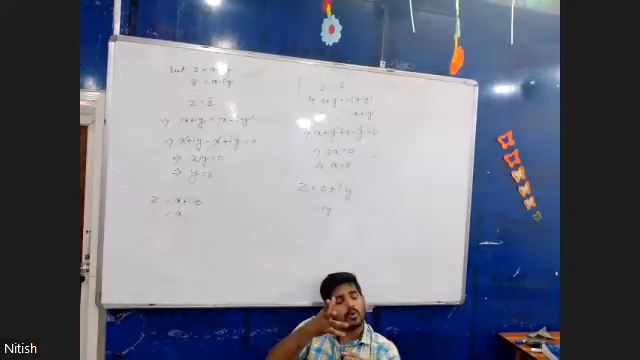 Let Z = x+iy
z̄ = x-iy
Z = z̄
⇒ x+iy = x-iy
⇒ x+iy-x+iy=0
⇒ 2iy=0
⇒ y=0
Z = x+i0
= x
Z = - z̄
⇒ x+iy = -(x-iy)
-x+iy
⇒ x+iy+x-iy=0
⇒ 2x=0
⇒ x=0
Z = 0+iy
iy
Nitish